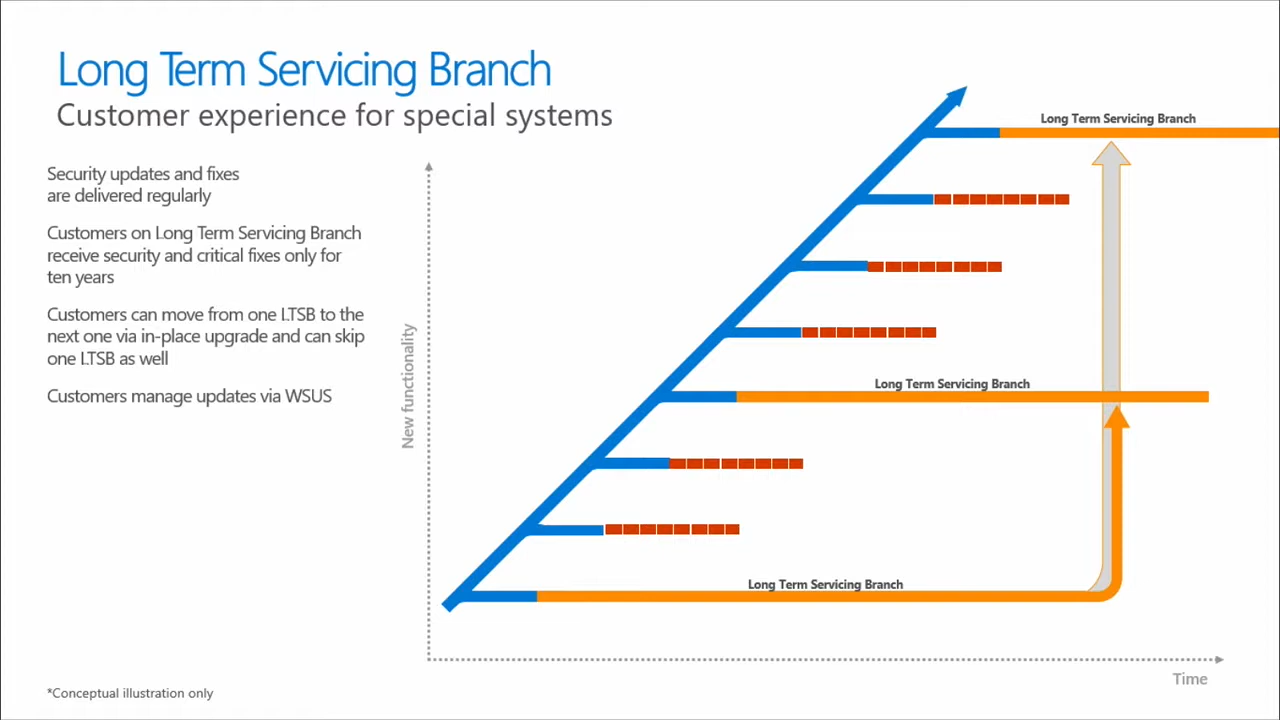 Long Term Servicing Branch
Customer experience for special systems
Security updates and fixes
are delivered regularly
Customers on Long Term Servicing Branch
receive security and critical fixes only for
ten years
Customers can move from one LTSB to the
next one via in-place upgrade and can skip
one LTSB as well
Customers manage updates via WSUS
New functionality
Long Term Servicing Branch
Long Term Servicing Branch
Long Term Servicing Branch
Time
*Conceptual illustration only